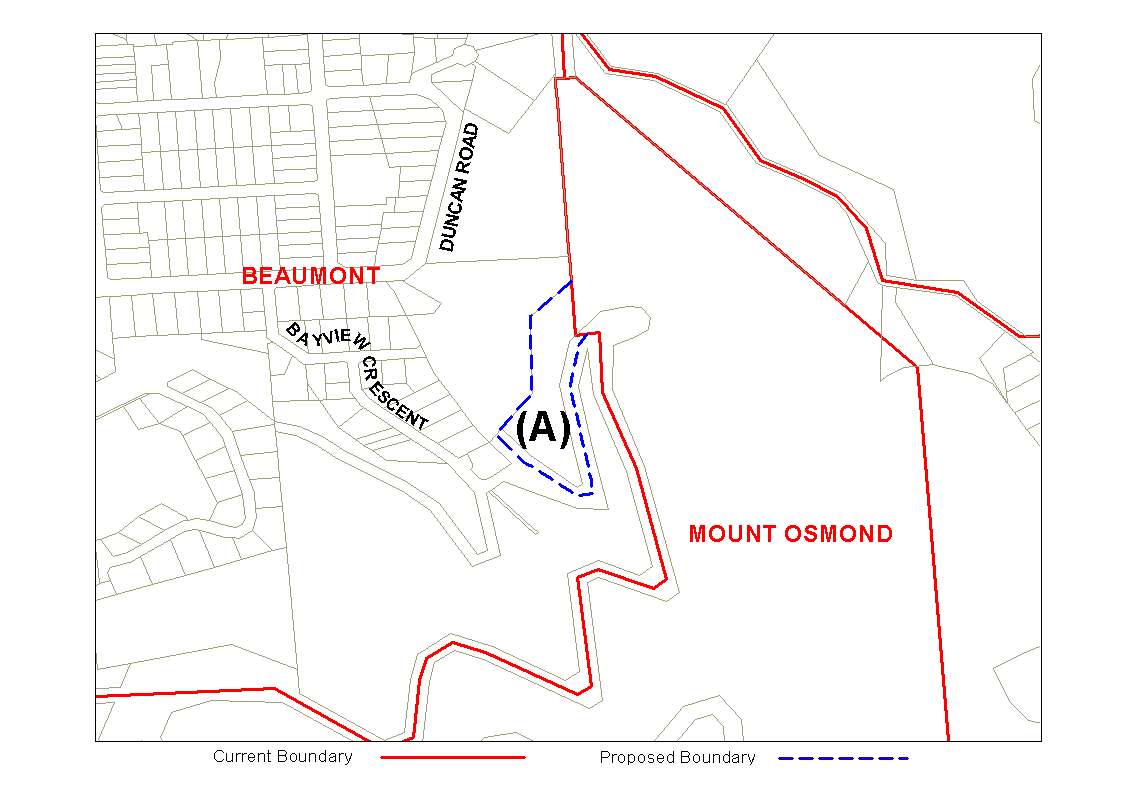 DUNCAN ROAD
BEAUMONT
BAYVIEW CRESCENT
(A)
MOUNT OSMOND
Current Boundary
Proposed Boundary